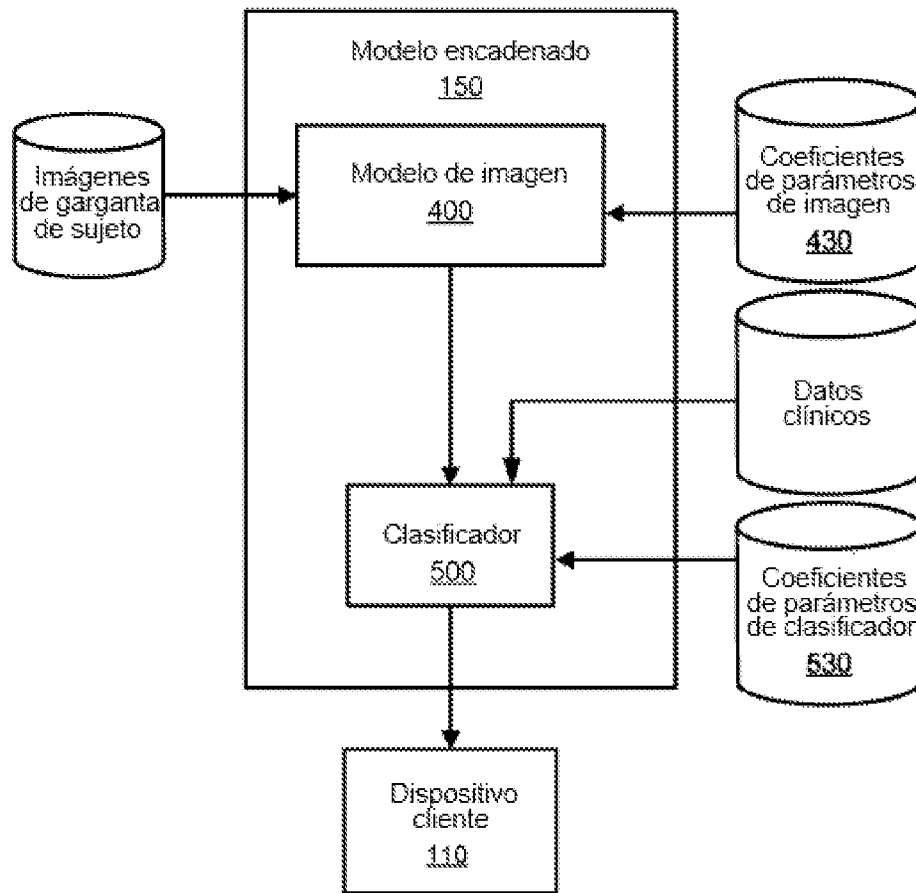 Modelo encadenado
150
Imágenes
de garganta
de sujeto
Modelo de imagen
400
Coeficientes
de parámetros
de imagen
430
Datos
clínicos
Clasificador
500
Coeficientes
de parámetros
de clasificador
530
Dispositivo
cliente
110